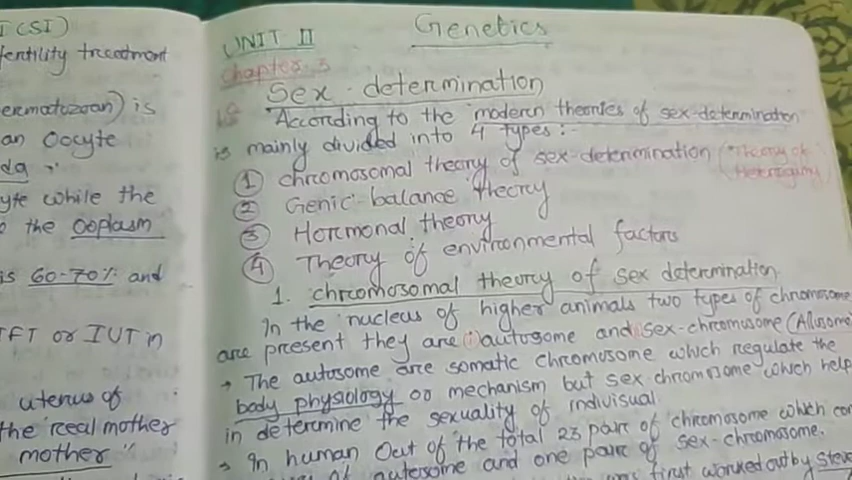 I CSI)
fertility treatment
ermatozoan) is
an Oocyte
yte while the
o the Ooplasm
is 60-70% and
TFT or IUT in
uterus of
the real mother
mother"
Genetics
UNIT II
Chapter-3
Sex-determination
According to the modern theories of sex-determination
is mainly divided into 4 types:-
① chromosomal theory of sex-determination (Theory of
Heterogamy)
② Genic-balance theory
③ Hormonal theory
④ Theory of environmental factors
1. chromosomal theory of sex determination
In the nucleus of higher animals two types of chromosome
are present they are (i) autosome and sex-chromosome (Allosome
→ The autosome are somatic chromosome which regulate the
body physiology or mechanism but sex chromosome which help
in determine the sexuality of indivisual
→ In human Out of the total 23 pair of chromosome which con
autosome and one pair of sex-chromosome.
was first worked out by Steve